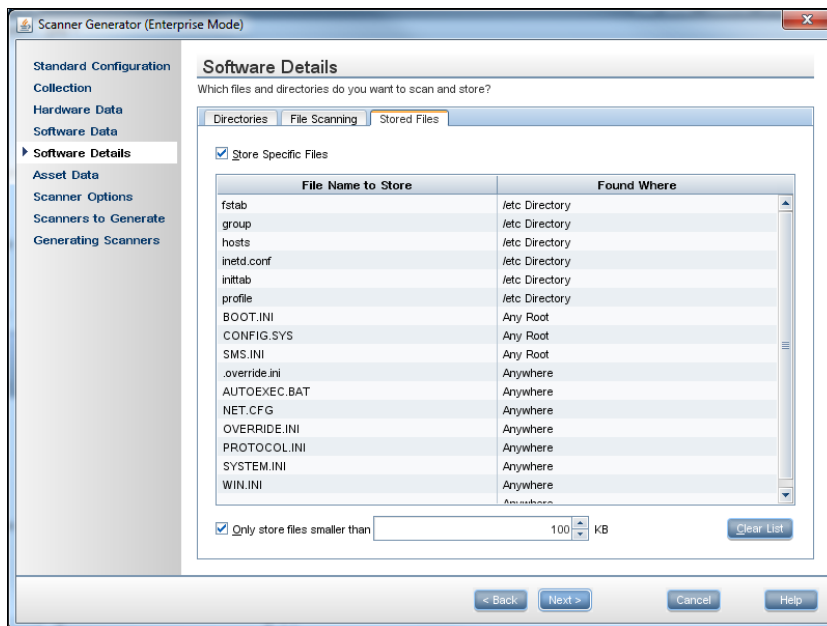 Scanner Generator (Enterprise Mode)
Standard Configuration
Collection
Hardware Data
Software Data
Software Details
Asset Data
Scanner Options
Scanners to Generate
Generating Scanners
Software Details
Which files and directories do you want to scan and store?
Directories File Scanning Stored Files
Store Specific Files
File Name to Store Found Where
fstab /etc Directory
group /etc Directory
hosts /etc Directory
inetd.conf /etc Directory
inittab /etc Directory
profile /etc Directory
BOOT.INI Any Root
CONFIG.SYS Any Root
SMS.INI Any Root
.override.ini Anywhere
AUTOEXEC.BAT Anywhere
NET.CFG Anywhere
OVERRIDE.INI Anywhere
PROTOCOL.INI Anywhere
SYSTEM.INI Anywhere
WIN.INI Anywhere
Anywhere
Only store files smaller than 100 KB Clear List
< Back Next > Cancel Help